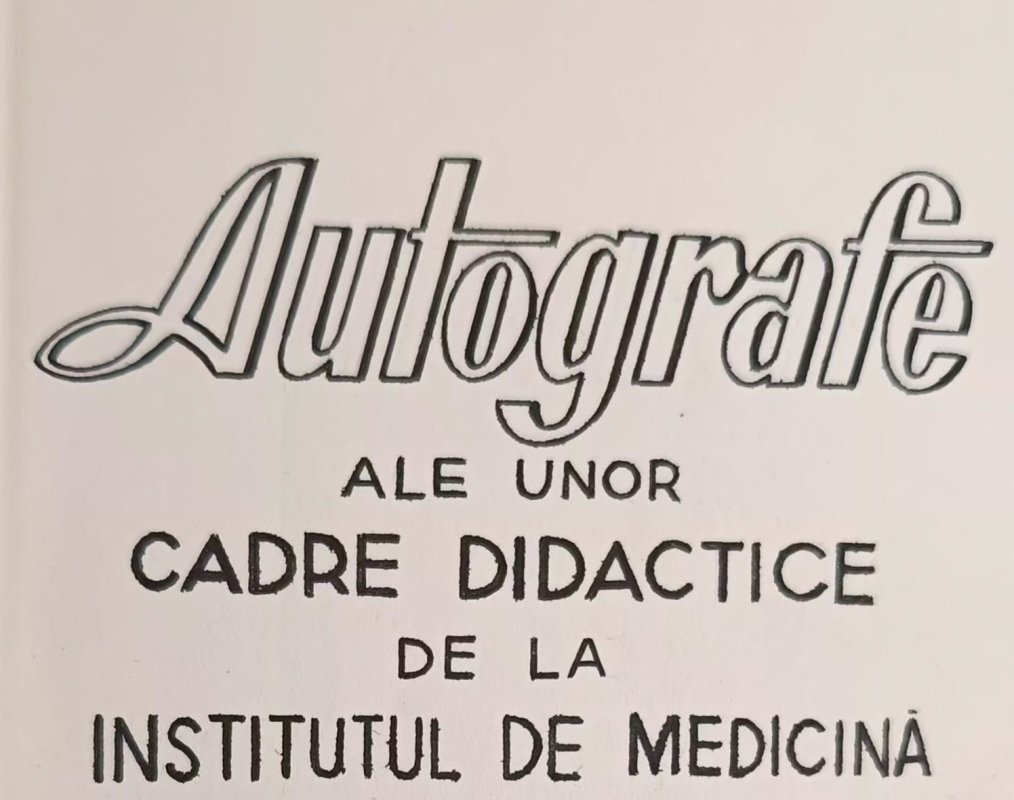 Autografe
ALE UNOR
CADRE DIDACTICE
DE LA
INSTITUTUL DE MEDICINĂ